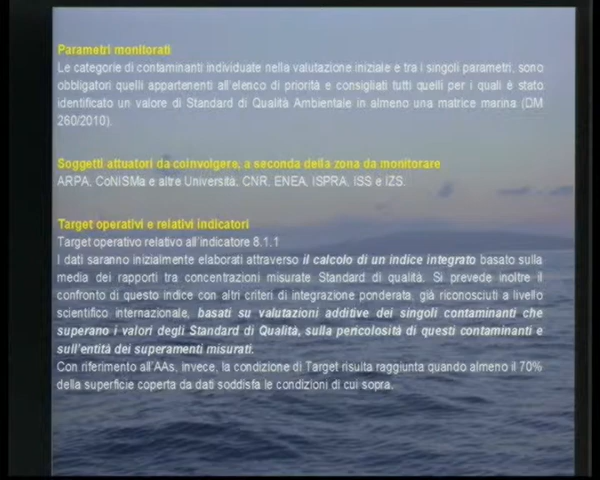 Parametri monitorati
Le categorie di contaminanti individuate nella valutazione iniziale e tra i singoli parametri, sono
obbligatori quelli appartenenti all'elenco di priorità e consigliati tutti quelli per i quali è stato
identificato un valore di Standard di Qualità Ambientale in almeno una matrice marina (DM
260/2010).
Soggetti attuatori da coinvolgere, a seconda della zona da monitorare
ARPA, CoNISMa e altre Università, CNR, ENEA, ISPRA, ISS e IZS.
Target operativi e relativi indicatori
Target operativo relativo all'indicatore 8.1.1
I dati saranno inizialmente elaborati attraverso il calcolo di un indice integrato basato sulla
media dei rapporti tra concentrazioni misurate Standard di qualità. Si prevede inoltre il
confronto di questo indice con altri criteri di integrazione ponderata, già riconosciuti a livello
scientifico internazionale, basati su valutazioni additive dei singoli contaminanti che
superano i valori degli Standard di Qualità, sulla pericolosità di questi contaminanti e
sull'entità dei superamenti misurati.
Con riferimento all'AAs, invece, la condizione di Target risulta raggiunta quando almeno il 70%
della superficie coperta da dati soddisfa le condizioni di cui sopra.